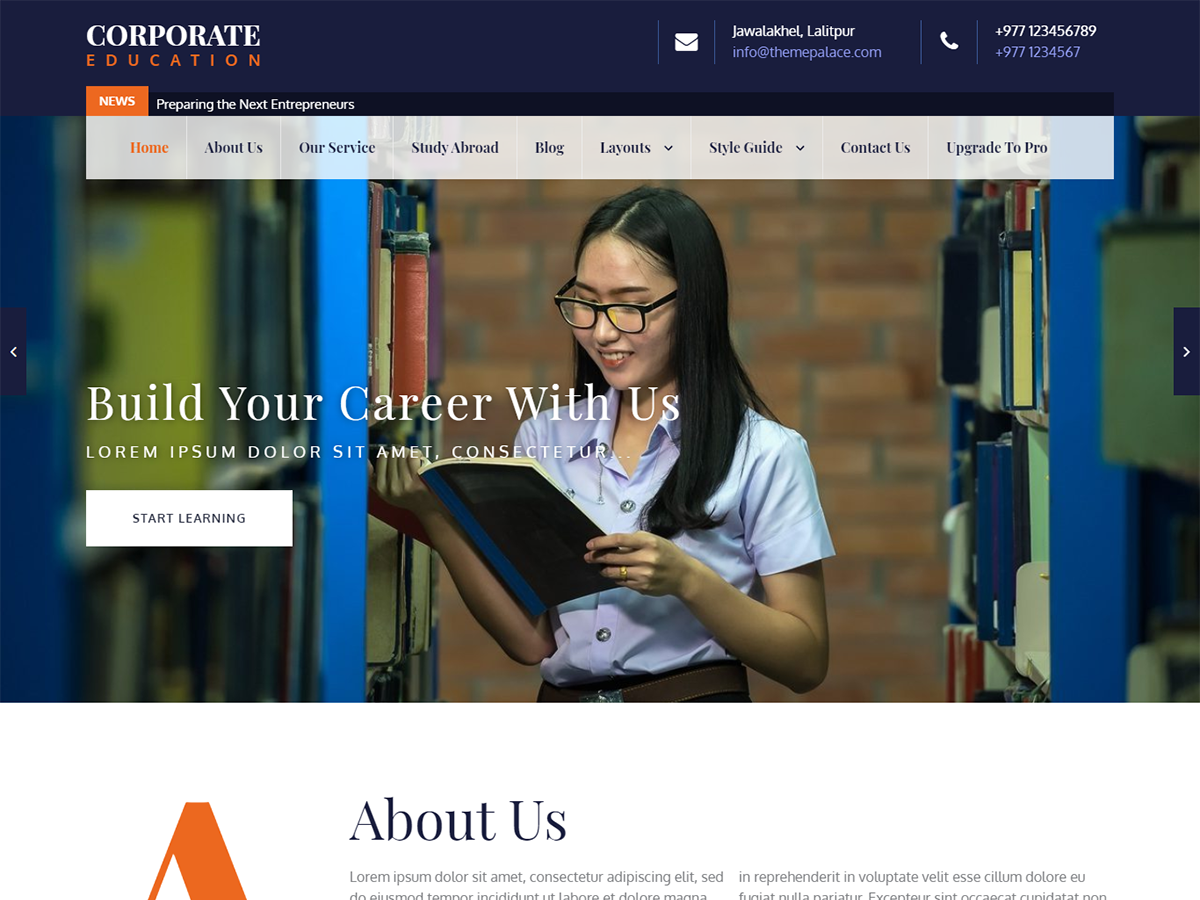 CORPORATE
EDUCATION
Jawalakhel, Lalitpur
info@themepalace.com
+977 123456789
+977 1234567
NEWS Preparing the Next Entrepreneurs
Home About Us Our Service Study Abroad Blog Layouts Style Guide Contact Us Upgrade To Pro
Build Your Career With Us
LOREM IPSUM DOLOR SIT AMET, CONSECTETUR...
START LEARNING
About Us
Lorem ipsum dolor sit amet, consectetur adipiscing elit, sed
do eiusmod tempor incididunt ut labore et dolore magna
in reprehenderit in voluptate velit esse cillum dolore eu
fugiat nulla pariatur. Excepteur sint occaecat cupidatat non